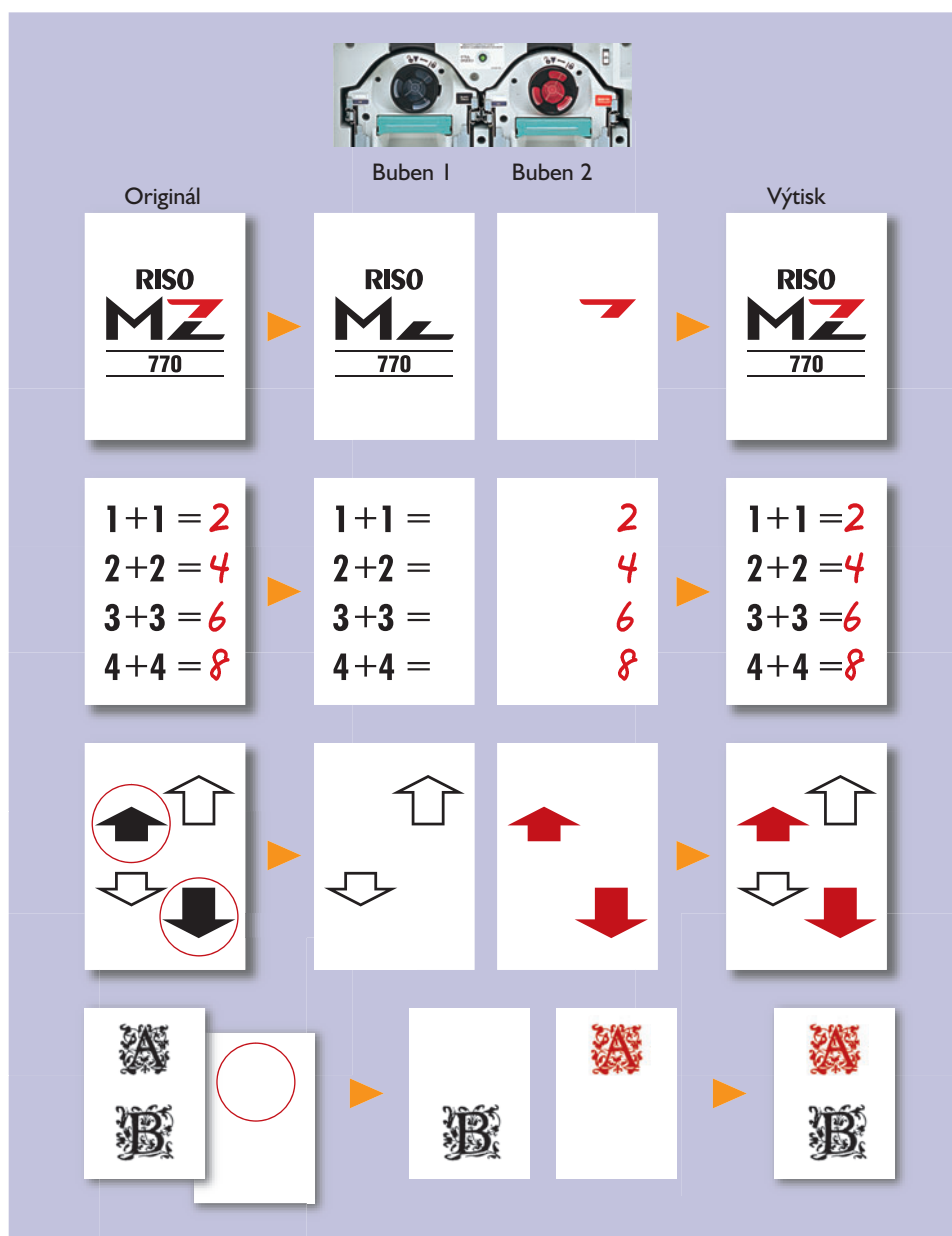 Buben 1
Buben 2
Originál
Výtisk
RISO
MZ
770
RISO
M
770
RISO
MZ
770
1+1 = 2
2+2 = 4
3+3 = 6
4+4 = 8
1+1 =
2+2 =
3+3 =
4+4 =
2
4
6
8
1+1 =2
2+2 =4
3+3 =6
4+4 =8
A
B
B
A
A
B